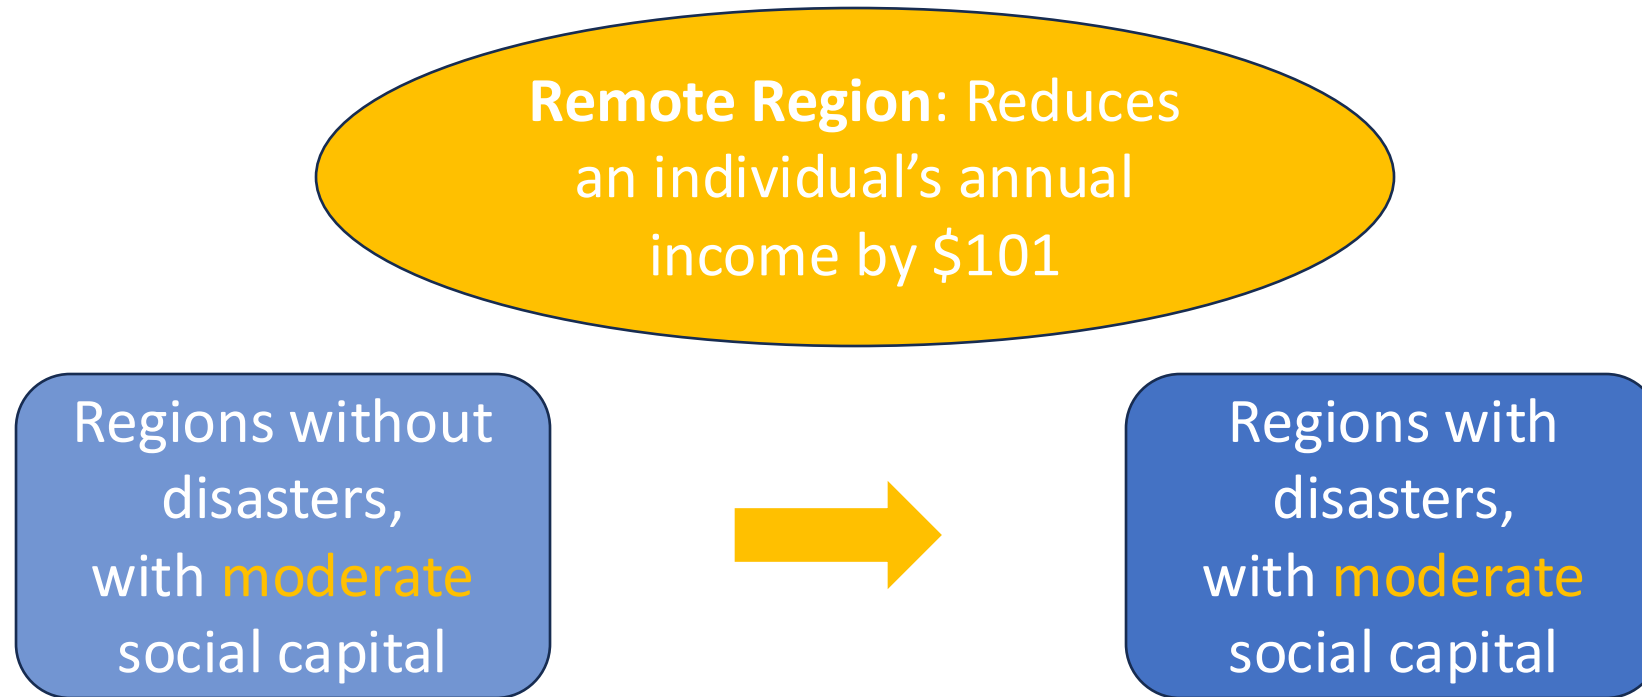 Remote Region: Reduces
an individual’s annual
income by $101
Regions without
disasters,
with moderate
social capital
Regions with
disasters,
with moderate
social capital